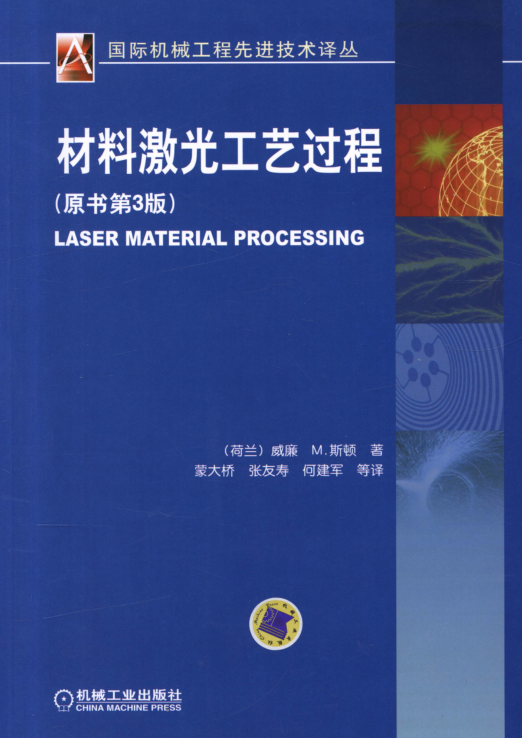 国际机械工程先进技术译丛
材料激光工艺过程
(原书第3版)
LASER MATERIAL PROCESSING
(荷兰) 威廉 M.斯顿 著
蒙大桥 张友寿 何建军 等译
机械工业出版社
CHINA MACHINE PRESS